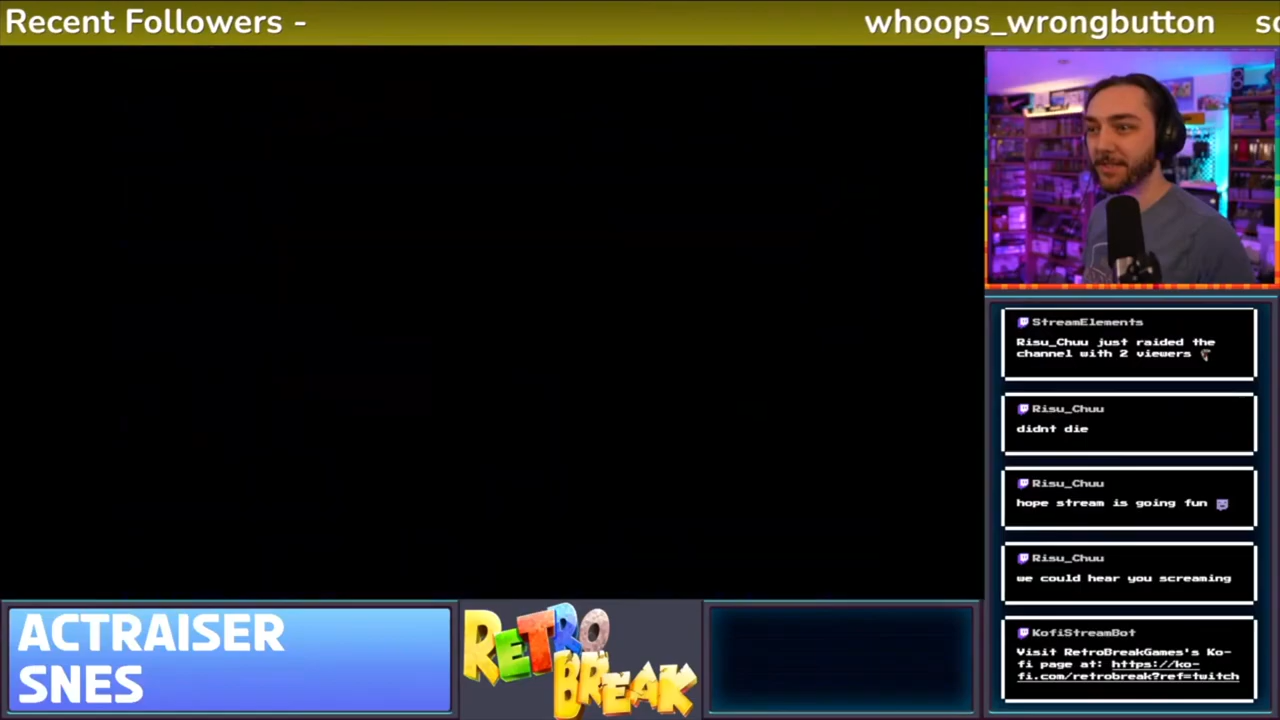 Recent Followers -
whoops_wrongbutton
StreamElements
Risu_Chuu just raided the
channel with 2 viewers
Risu_Chuu
didnt die
Risu_Chuu
hope stream is going fun
Risu_Chuu
we could hear you screaming
KofiStreamBot
Visit RetroBreakGames's Ko-
fi page at: https://ko-
fi.com/retrobreak?ref=twitch
ACTRAISER
SNES
RETRO
BREAK